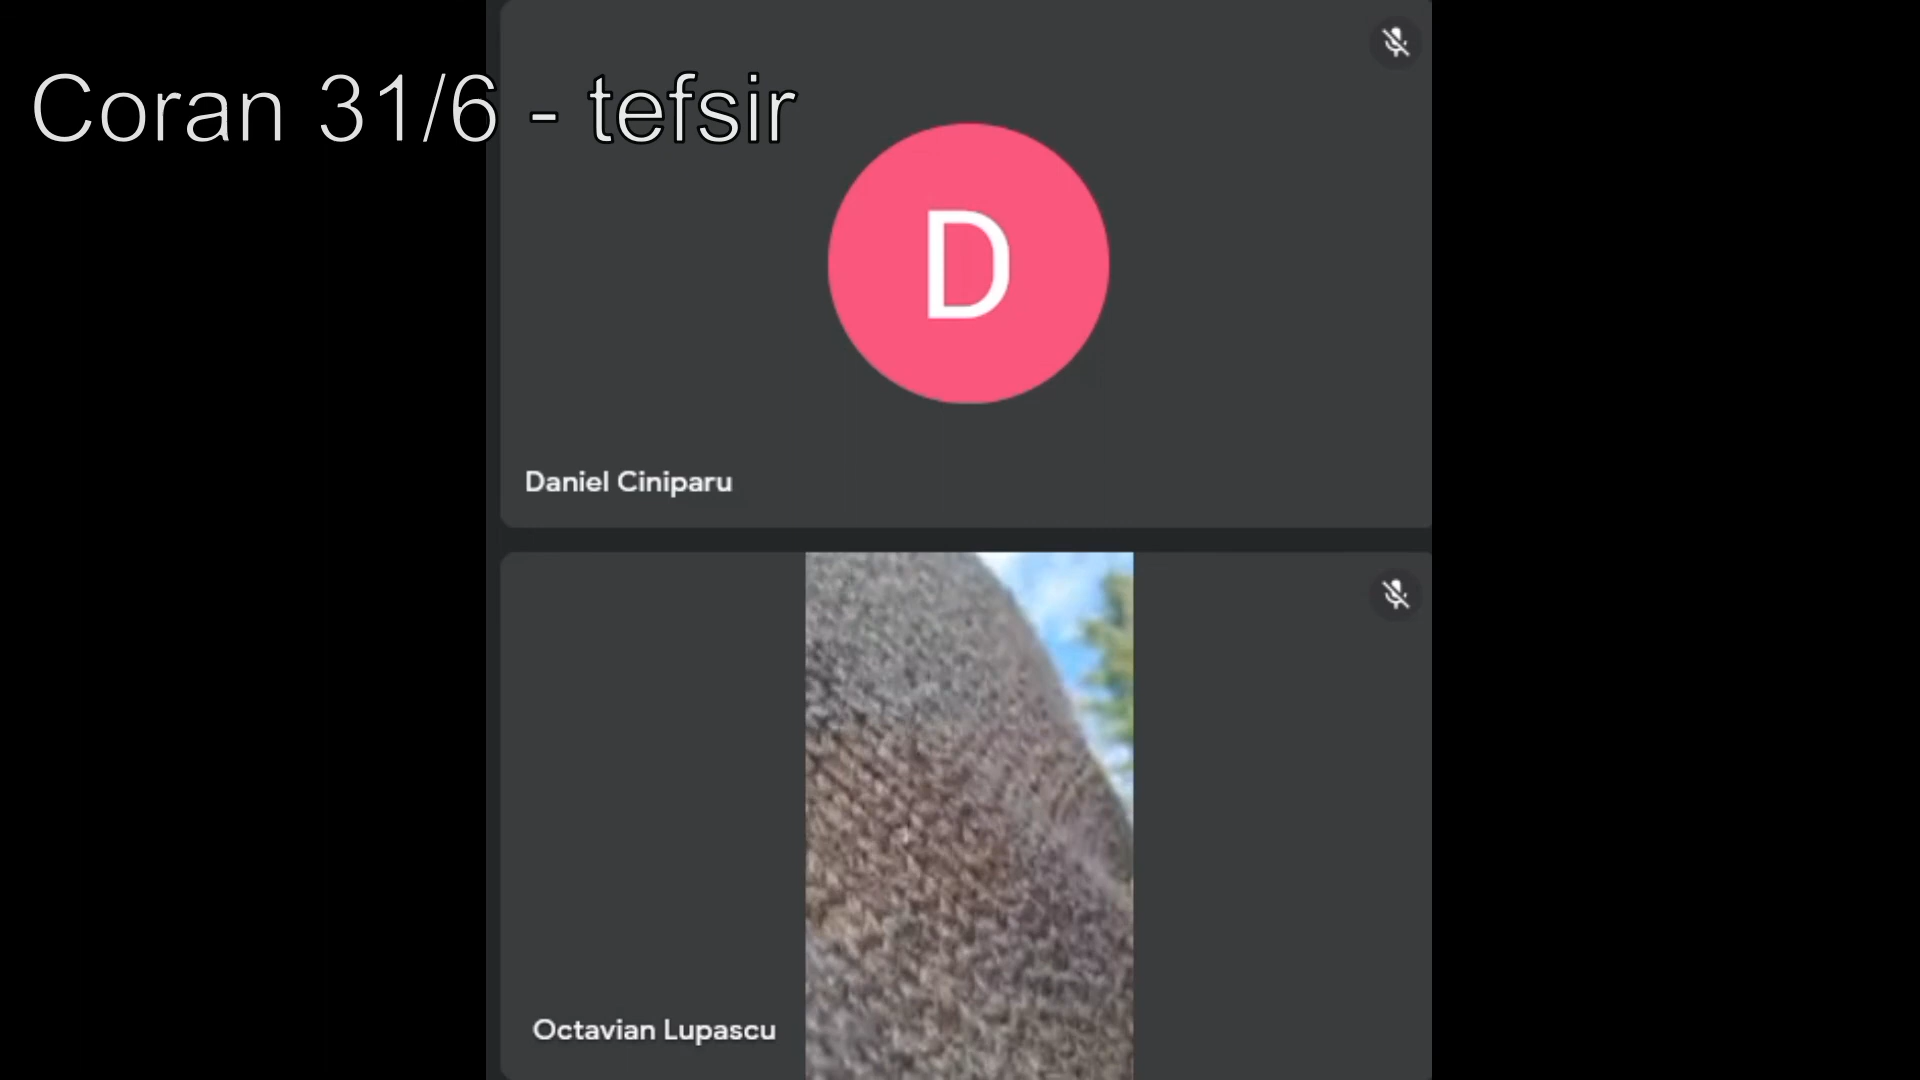 Coran 31/6 - tefsir
D
Daniel Ciniparu
Octavian Lupascu